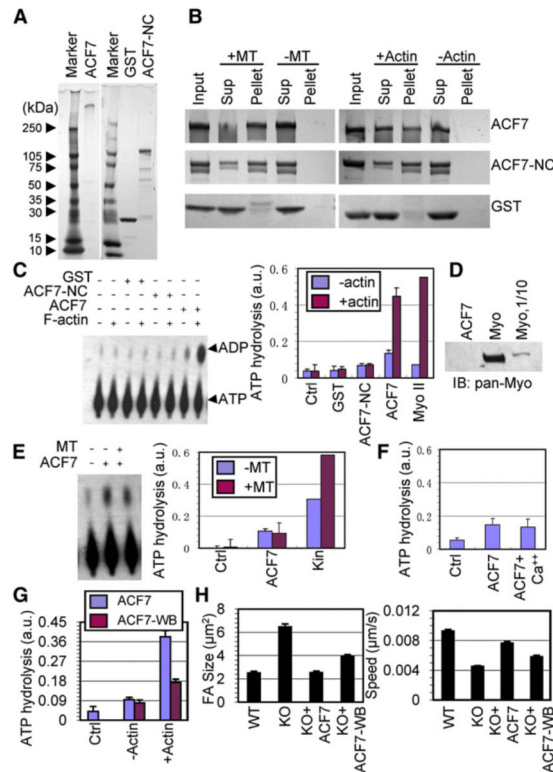 A
Marker
ACF7
Marker
GST
ACF7-NC
(kDa)
250
105
75
50
35
30
15
10
B
+MT -MT +Actin -Actin
Input Sup Pellet Sup Pellet Input Sup Pellet Sup Pellet
ACF7
ACF7-NC
GST
C
GST - - + + - - - -
ACF7-NC - - - - + + - -
ACF7 - - - - - - + +
F-actin - + - + - + - +
ADP
ATP
ATP hydrolysis (a.u.)
0.6
0.4
0.2
0
-actin
+actin
Ctrl
GST
ACF7-NC
ACF7
Myo II
D
ACF7
Myo
Myo,1/10
IB: pan-Myo
E
MT - - +
ACF7 - + +
ATP hydrolysis (a.u.)
0.6
0.4
0.2
0
-MT
+MT
Ctrl
ACF7
Kin
F
ATP hydrolysis (a.u.)
0.6
0.4
0.2
0
Ctrl
ACF7
ACF7+
Ca++
G
ATP hydrolysis (a.u.)
0.45
0.36
0.27
0.18
0.09
0
ACF7
ACF7-WB
Ctrl
-Actin
+Actin
H
FA Size (μm²)
8
6
4
2
0
WT
KO
KO+
ACF7
KO+
ACF7-WB
Speed (μm/s)
0.012
0.008
0.004
0
WT
KO
KO+
ACF7
KO+
ACF7-WB